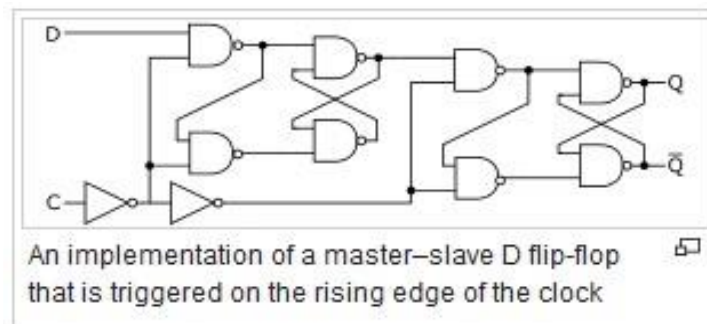 D
Q
Q̅
C
An implementation of a master–slave D flip-flop
that is triggered on the rising edge of the clock